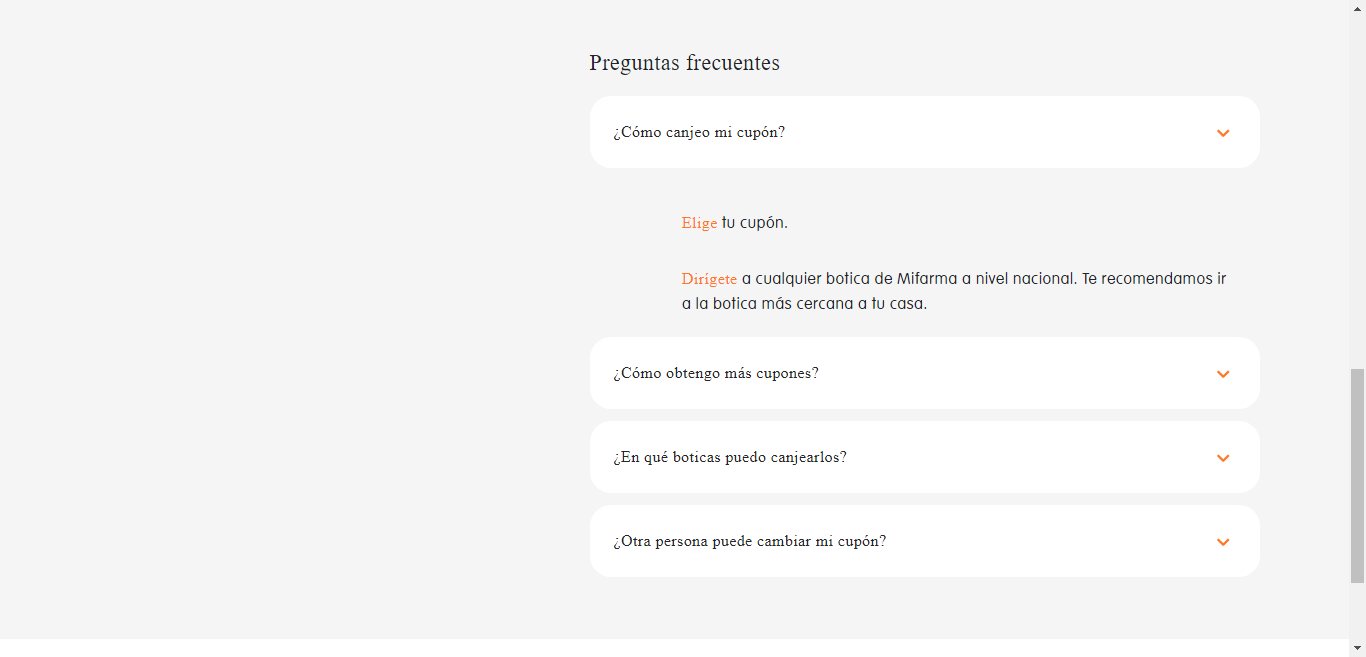 Preguntas frecuentes
¿Cómo canjeo mi cupón?
Elige tu cupón.
Dirígete a cualquier botica de Mifarma a nivel nacional. Te recomendamos ir
a la botica más cercana a tu casa.
¿Cómo obtengo más cupones?
¿En qué boticas puedo canjearlos?
¿Otra persona puede cambiar mi cupón?